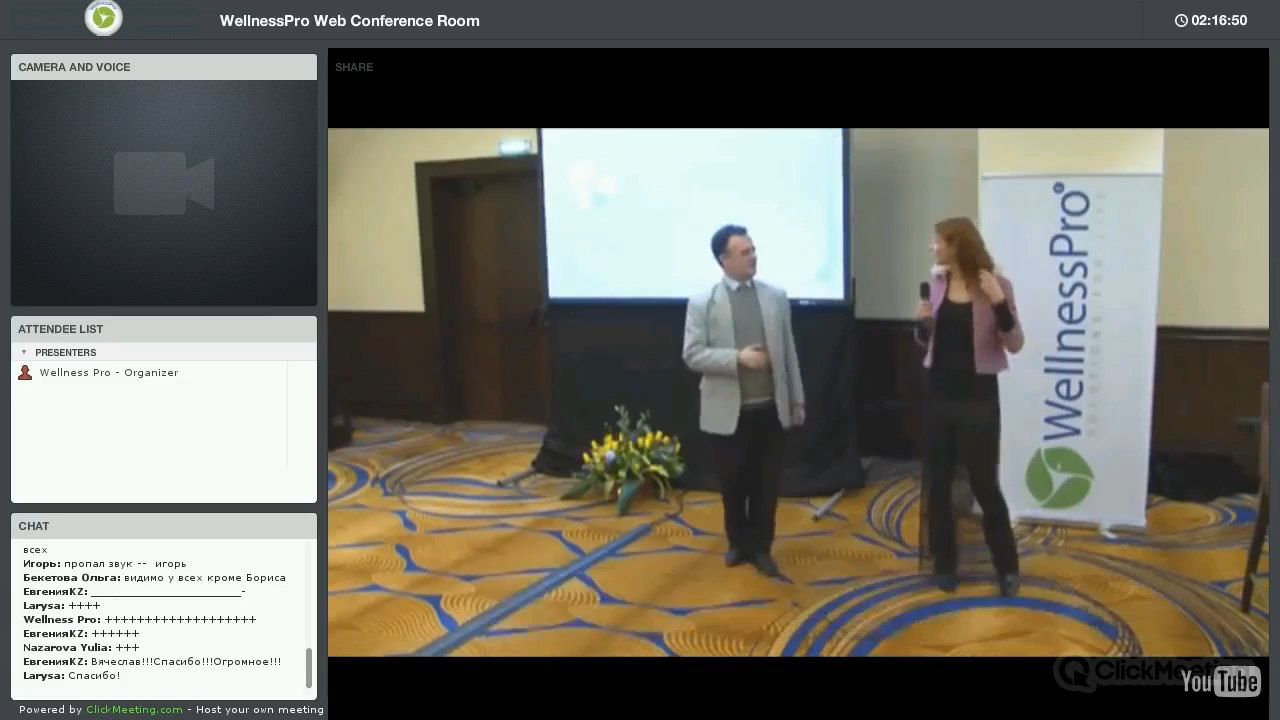 WellnessPro Web Conference Room
02:16:50
CAMERA AND VOICE
SHARE
WellnessPro
ATTENDEE LIST
PRESENTERS
Wellness Pro - Organizer
CHAT
всех
Игорь: пропал звук -- игорь
Бекетова Ольга: видимо у всех кроме Бориса
ЕвгенияKZ: ___________________________-
Larysa: ++++
Wellness Pro: +++++++++++++++++++
ЕвгенияKZ: ++++++
Nazarova Yulia: +++
ЕвгенияKZ: Вячеслав!!!Спасибо!!!Огромное!!!
Larysa: Спасибо!
ClickMeeting
YouTube
Powered by ClickMeeting.com - Host your own meeting